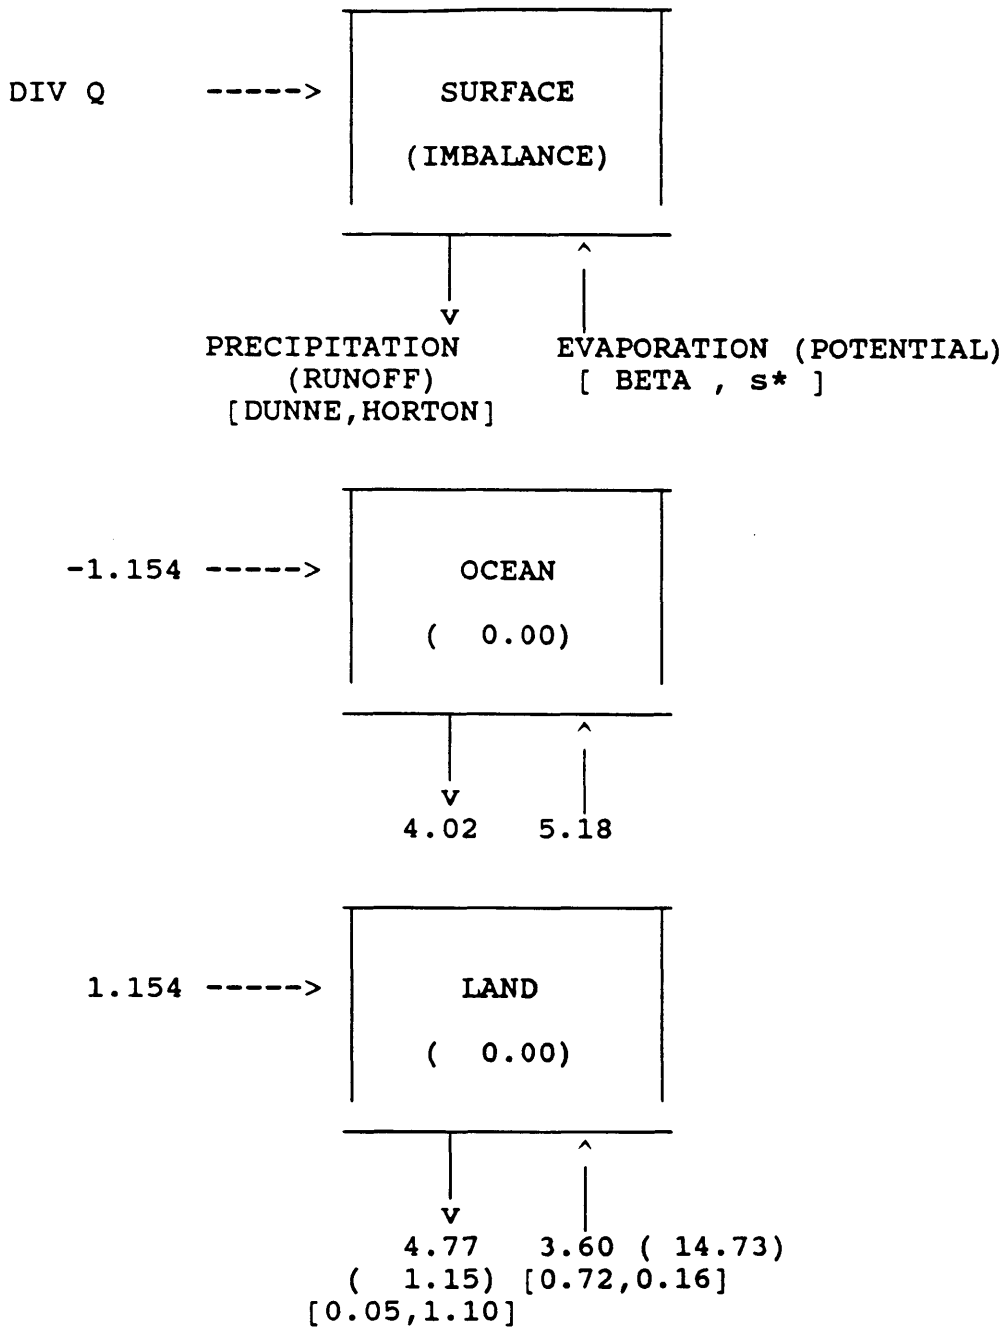 DIV Q -----> SURFACE
(IMBALANCE)
PRECIPITATION EVAPORATION (POTENTIAL)
(RUNOFF) [ BETA , s* ]
[DUNNE,HORTON]
-1.154 -----> OCEAN
( 0.00)
4.02 5.18
1.154 -----> LAND
( 0.00)
4.77 3.60 ( 14.73)
( 1.15) [0.72,0.16]
[0.05,1.10]